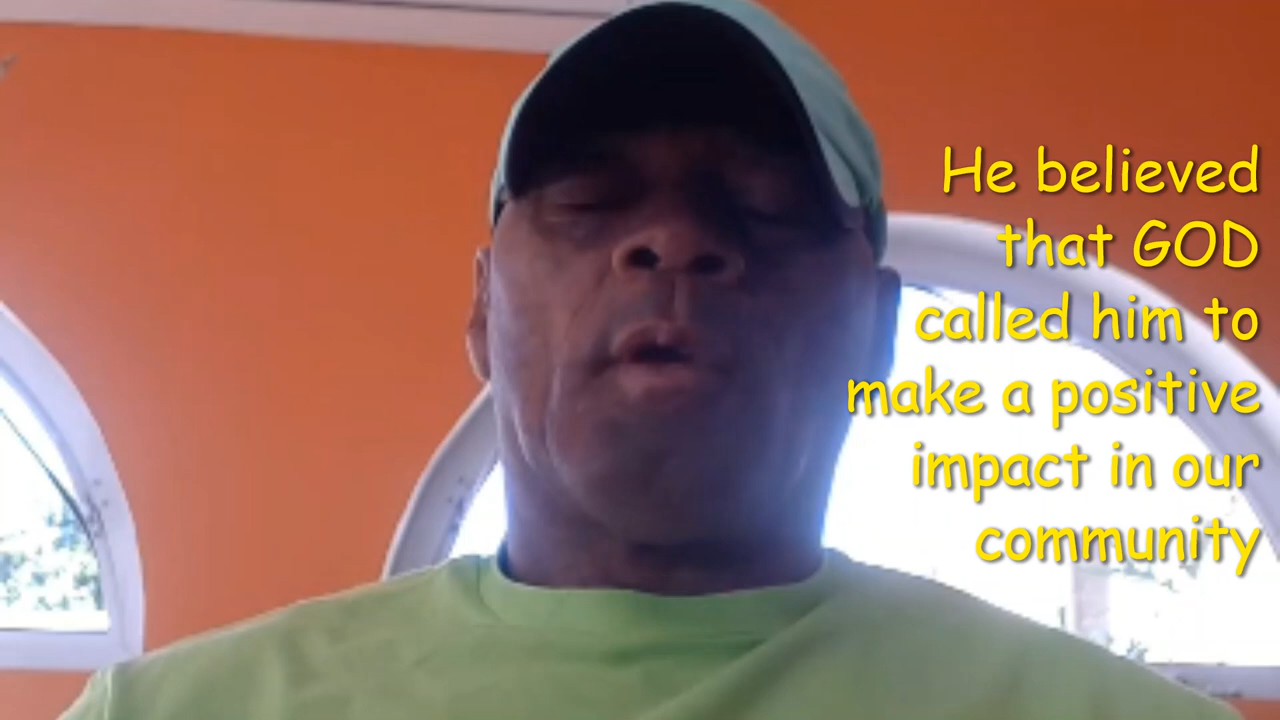 He believed
that GOD
called him to
make a positive
impact in our
community